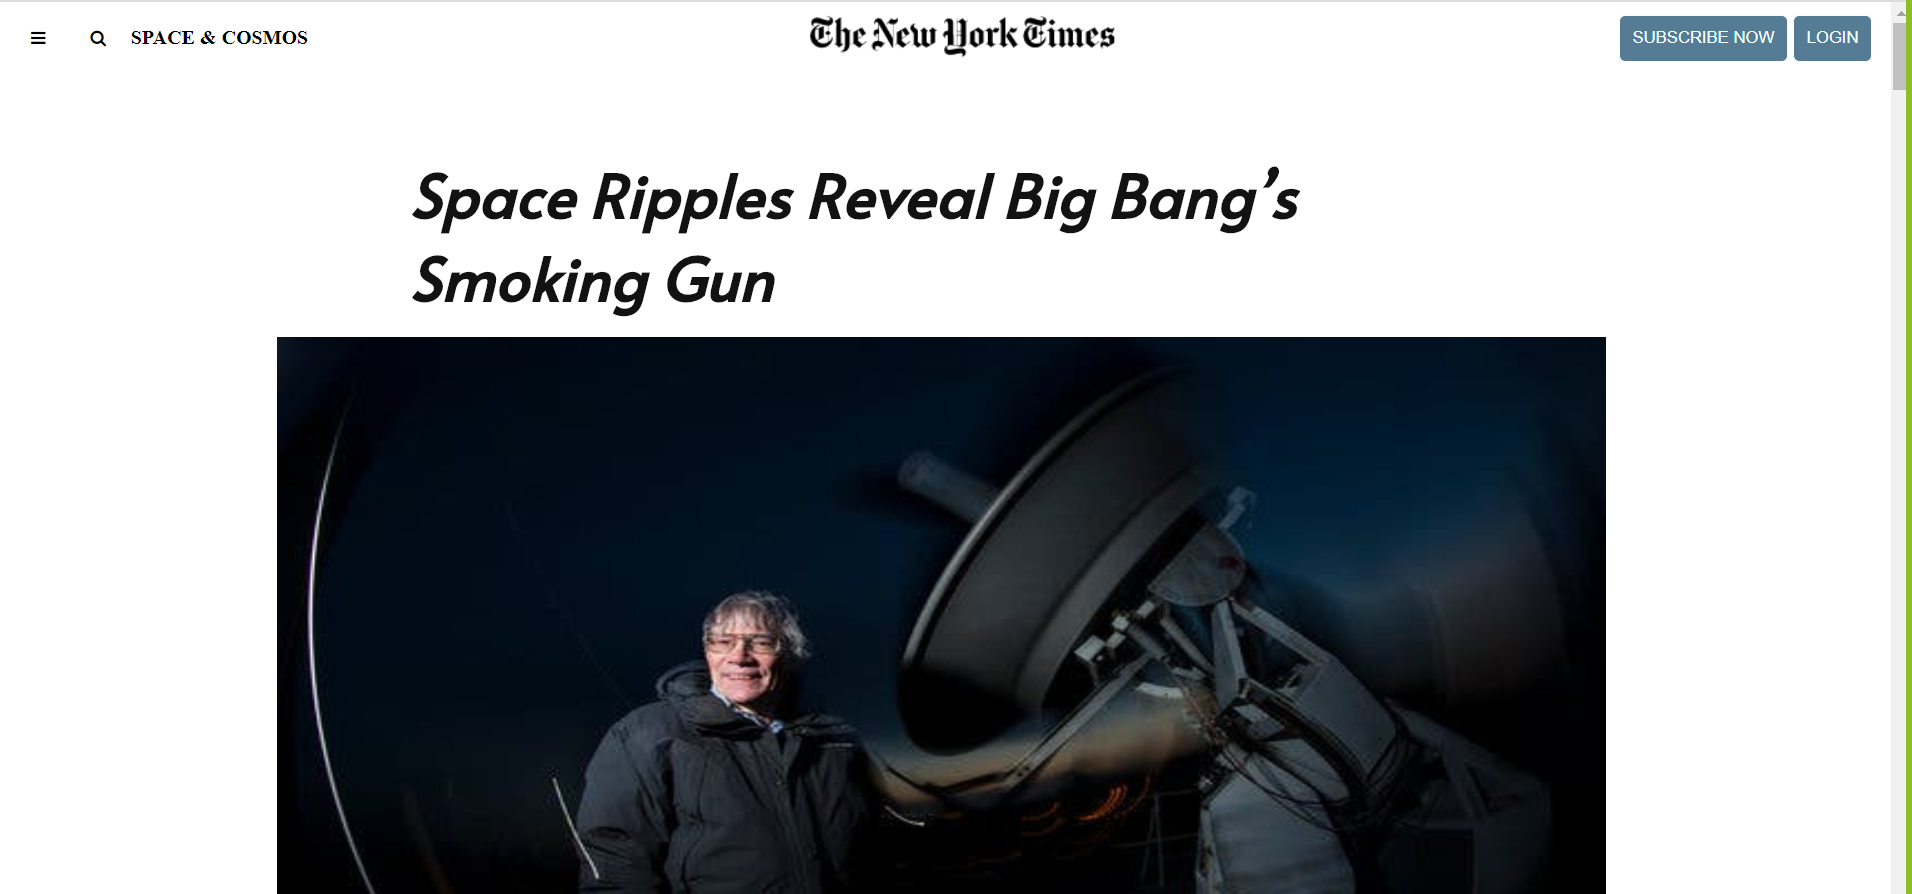 SPACE & COSMOS
The New York Times
SUBSCRIBE NOW
LOGIN
Space Ripples Reveal Big Bang’s
Smoking Gun